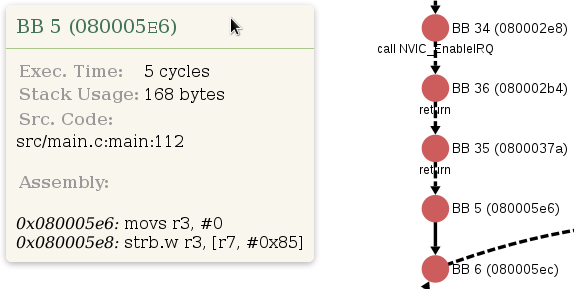 BB 5 (080005E6)
Exec. Time: 5 cycles
Stack Usage: 168 bytes
Src. Code:
src/main.c:main:112
Assembly:
0x080005e6: movs r3, #0
0x080005e8: strb.w r3, [r7, #0x85]
BB 34 (080002e8)
call NVIC_EnableIRQ
BB 36 (080002b4)
return
BB 35 (0800037a)
return
BB 5 (080005e6)
BB 6 (080005ec)